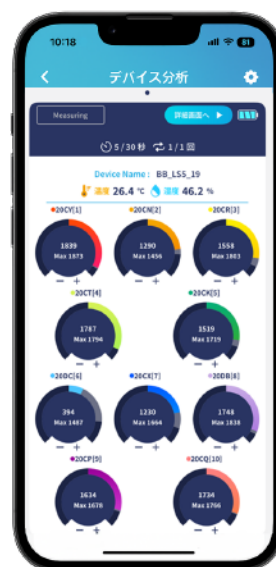 10:18 81
デバイス分析
Measuring 詳細画面へ
5/30秒 1/1回
Device Name : BB_LS5_19
温度 26.4 ℃ 湿度 46.2 %
20CY[1] 20CN[2] 20CR[3]
1839 1290 1558
Max 1873 Max 1456 Max 1883
− + − + − +
20CT[4] 20CK[5]
1787 1519
Max 1794 Max 1719
− + − +
20DC[6] 20CX[7] 20DB[8]
394 1230 1748
Max 1487 Max 1664 Max 1838
− + − + − +
20CP[9] 20CQ[10]
1634 1734
Max 1678 Max 1766
− + − +